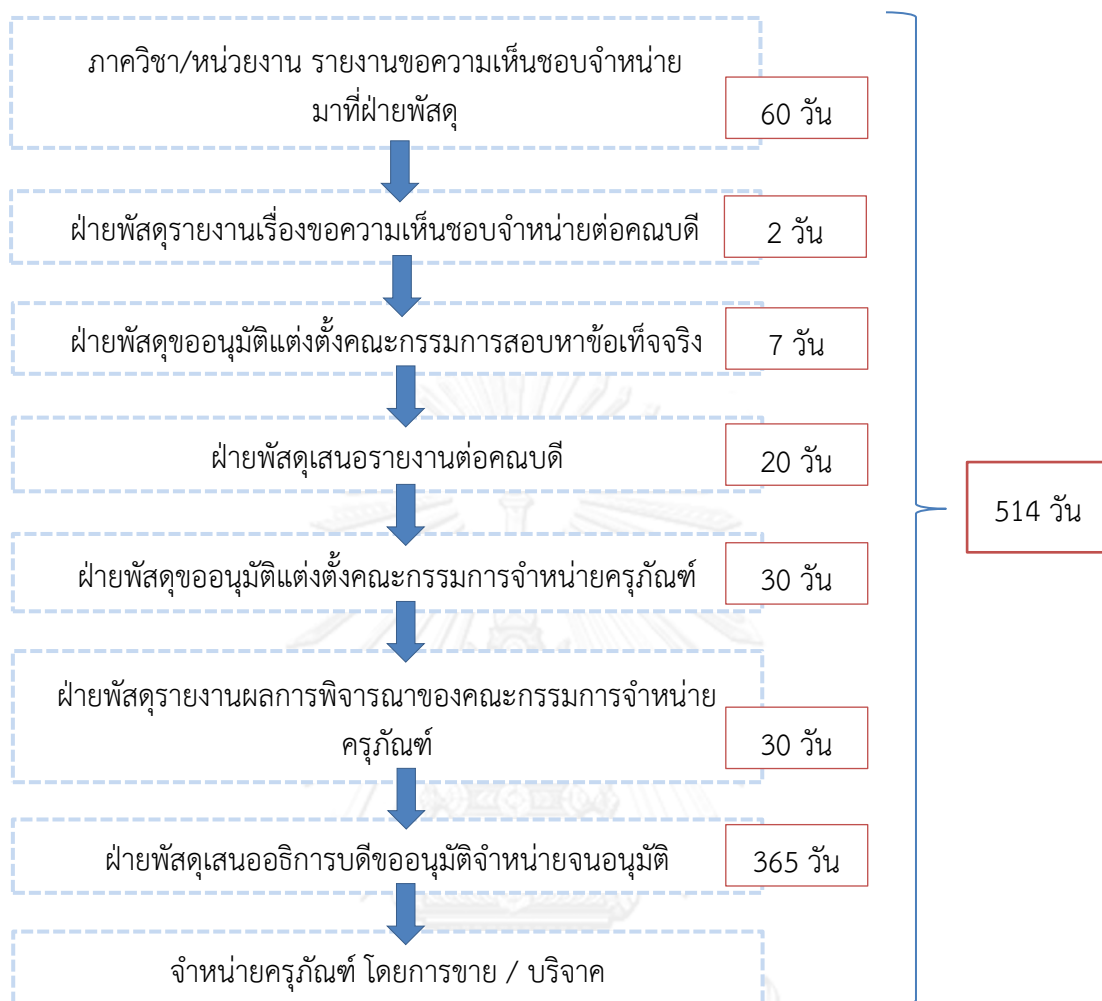 ภาควิชา/หน่วยงาน รายงานขอความเห็นชอบจำหน่าย
มาที่ฝ่ายพัสดุ
60 วัน
ฝ่ายพัสดุรายงานเรื่องขอความเห็นชอบจำหน่ายต่อคณบดี
2 วัน
ฝ่ายพัสดุขออนุมัติแต่งตั้งคณะกรรมการสอบหาข้อเท็จจริง
7 วัน
ฝ่ายพัสดุเสนอรายงานต่อคณบดี
20 วัน
514 วัน
ฝ่ายพัสดุขออนุมัติแต่งตั้งคณะกรรมการจำหน่ายครุภัณฑ์
30 วัน
ฝ่ายพัสดุรายงานผลการพิจารณาของคณะกรรมการจำหน่าย
ครุภัณฑ์
30 วัน
ฝ่ายพัสดุเสนออธิการบดีขออนุมัติจำหน่ายจนอนุมัติ
365 วัน
จำหน่ายครุภัณฑ์ โดยการขาย / บริจาค